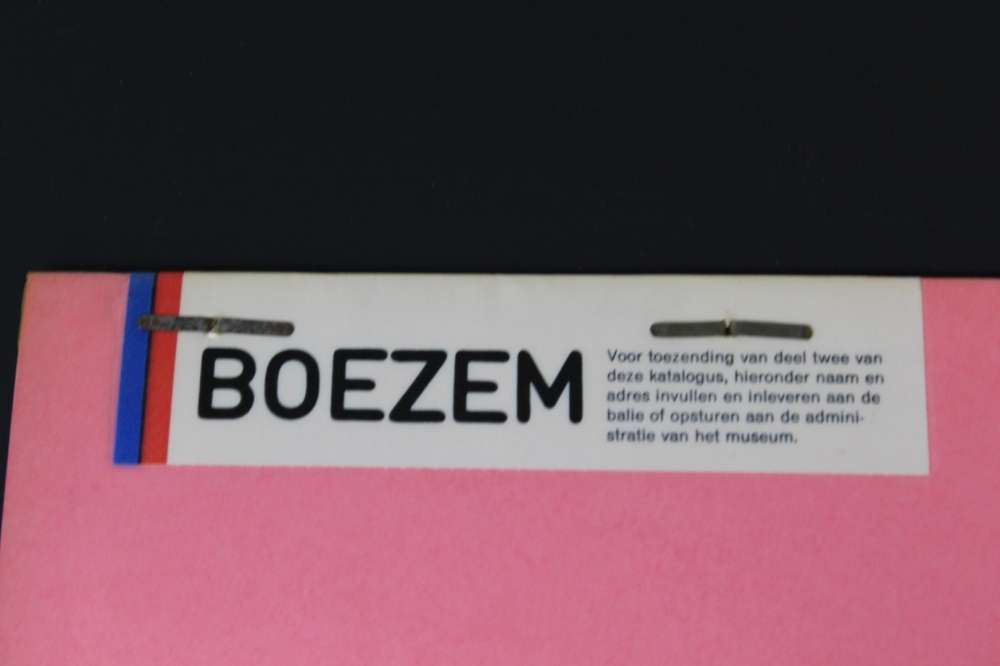 BOEZEM
Voor toezending van deel twee van
deze katalogus, hieronder naam en
adres invullen en inleveren aan de
balie of opsturen aan de admini-
stratie van het museum.